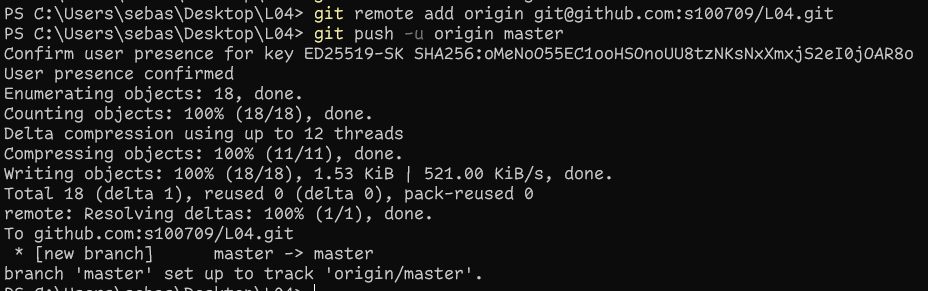 PS C:\Users\sebas\Desktop\L04> git remote add origin git@github.com:s100709/L04.git
PS C:\Users\sebas\Desktop\L04> git push -u origin master
Confirm user presence for key ED25519-SK SHA256:oMeNoO55EC1ooHSOnoUU8tzNKsNxXmxjS2eI0jOAR8o
User presence confirmed
Enumerating objects: 18, done.
Counting objects: 100% (18/18), done.
Delta compression using up to 12 threads
Compressing objects: 100% (11/11), done.
Writing objects: 100% (18/18), 1.53 KiB | 521.00 KiB/s, done.
Total 18 (delta 1), reused 0 (delta 0), pack-reused 0
remote: Resolving deltas: 100% (1/1), done.
To github.com:s100709/L04.git
 * [new branch]      master -> master
branch 'master' set up to track 'origin/master'.
PS C:\Users\sebas\Desktop\L04>